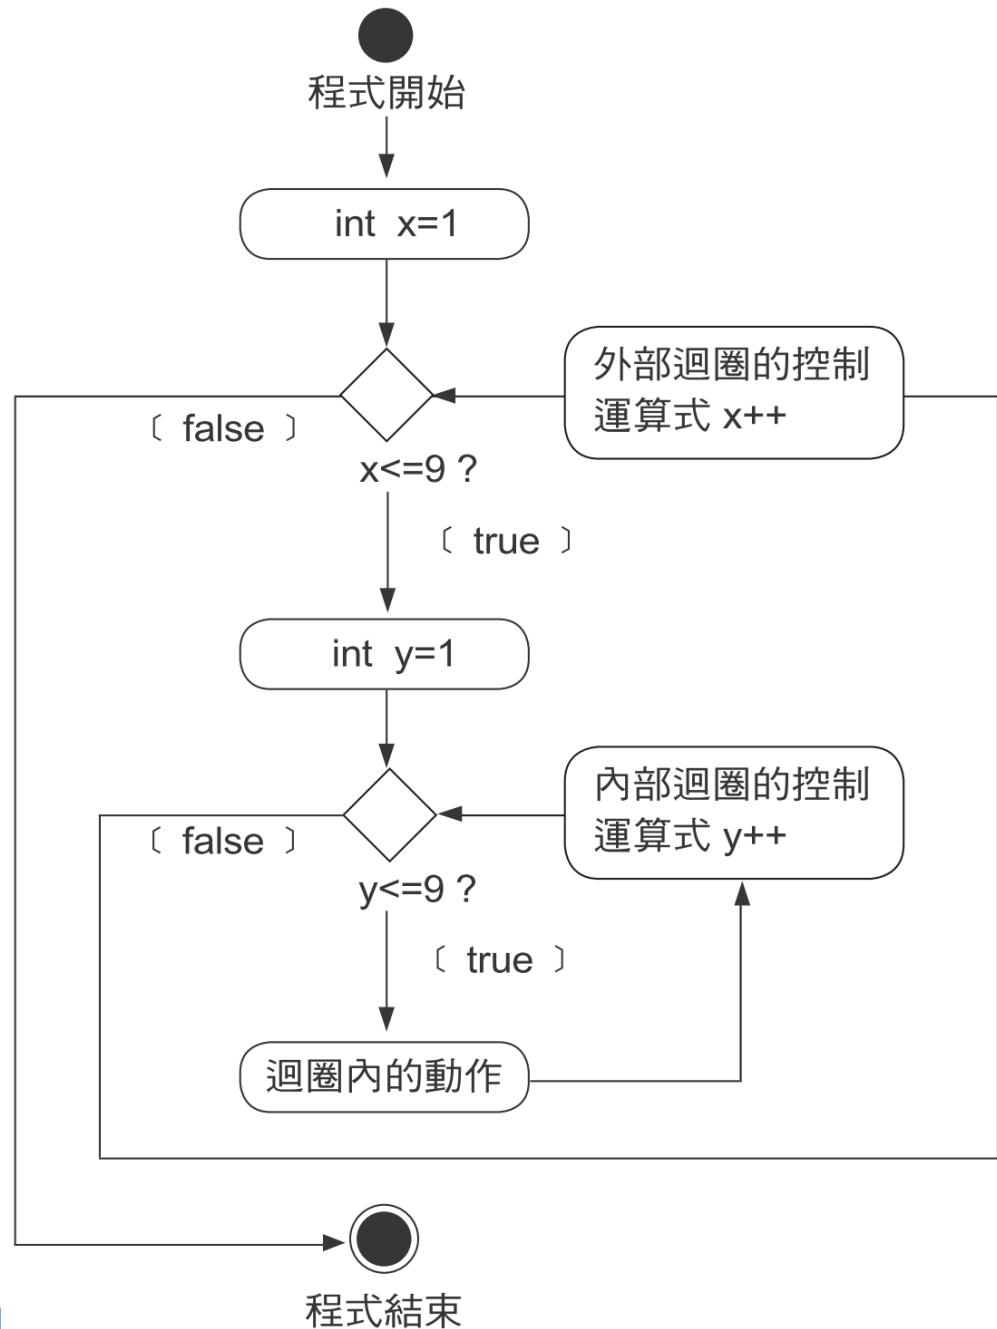 程式開始
int x=1
外部迴圈的控制
運算式 x++
〔 false 〕
x<=9 ?
〔 true 〕
int y=1
內部迴圈的控制
運算式 y++
〔 false 〕
y<=9 ?
〔 true 〕
迴圈內的動作
程式結束